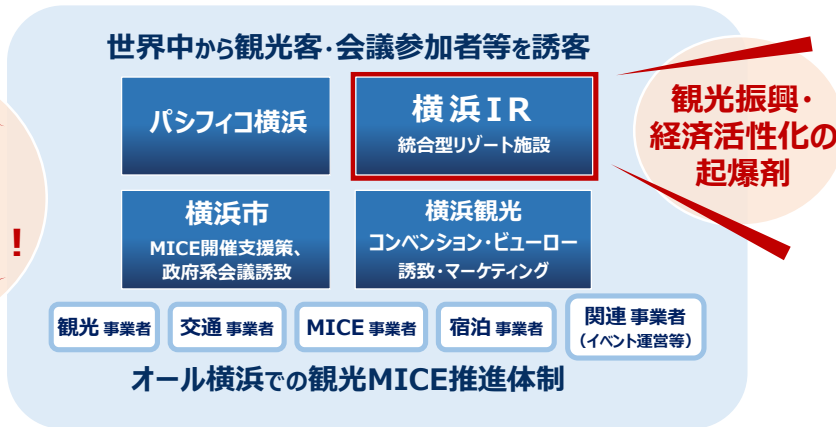 世界中から観光客・会議参加者等を誘客
パシフィコ横浜
横浜IR
統合型リゾート施設
観光振興・
経済活性化の
起爆剤
!
横浜市
MICE開催支援策、
政府系会議誘致
横浜観光
コンベンション・ビューロー
誘致・マーケティング
観光 事業者
交通 事業者
MICE 事業者
宿泊 事業者
関連 事業者
（イベント運営等）
オール横浜での観光MICE推進体制